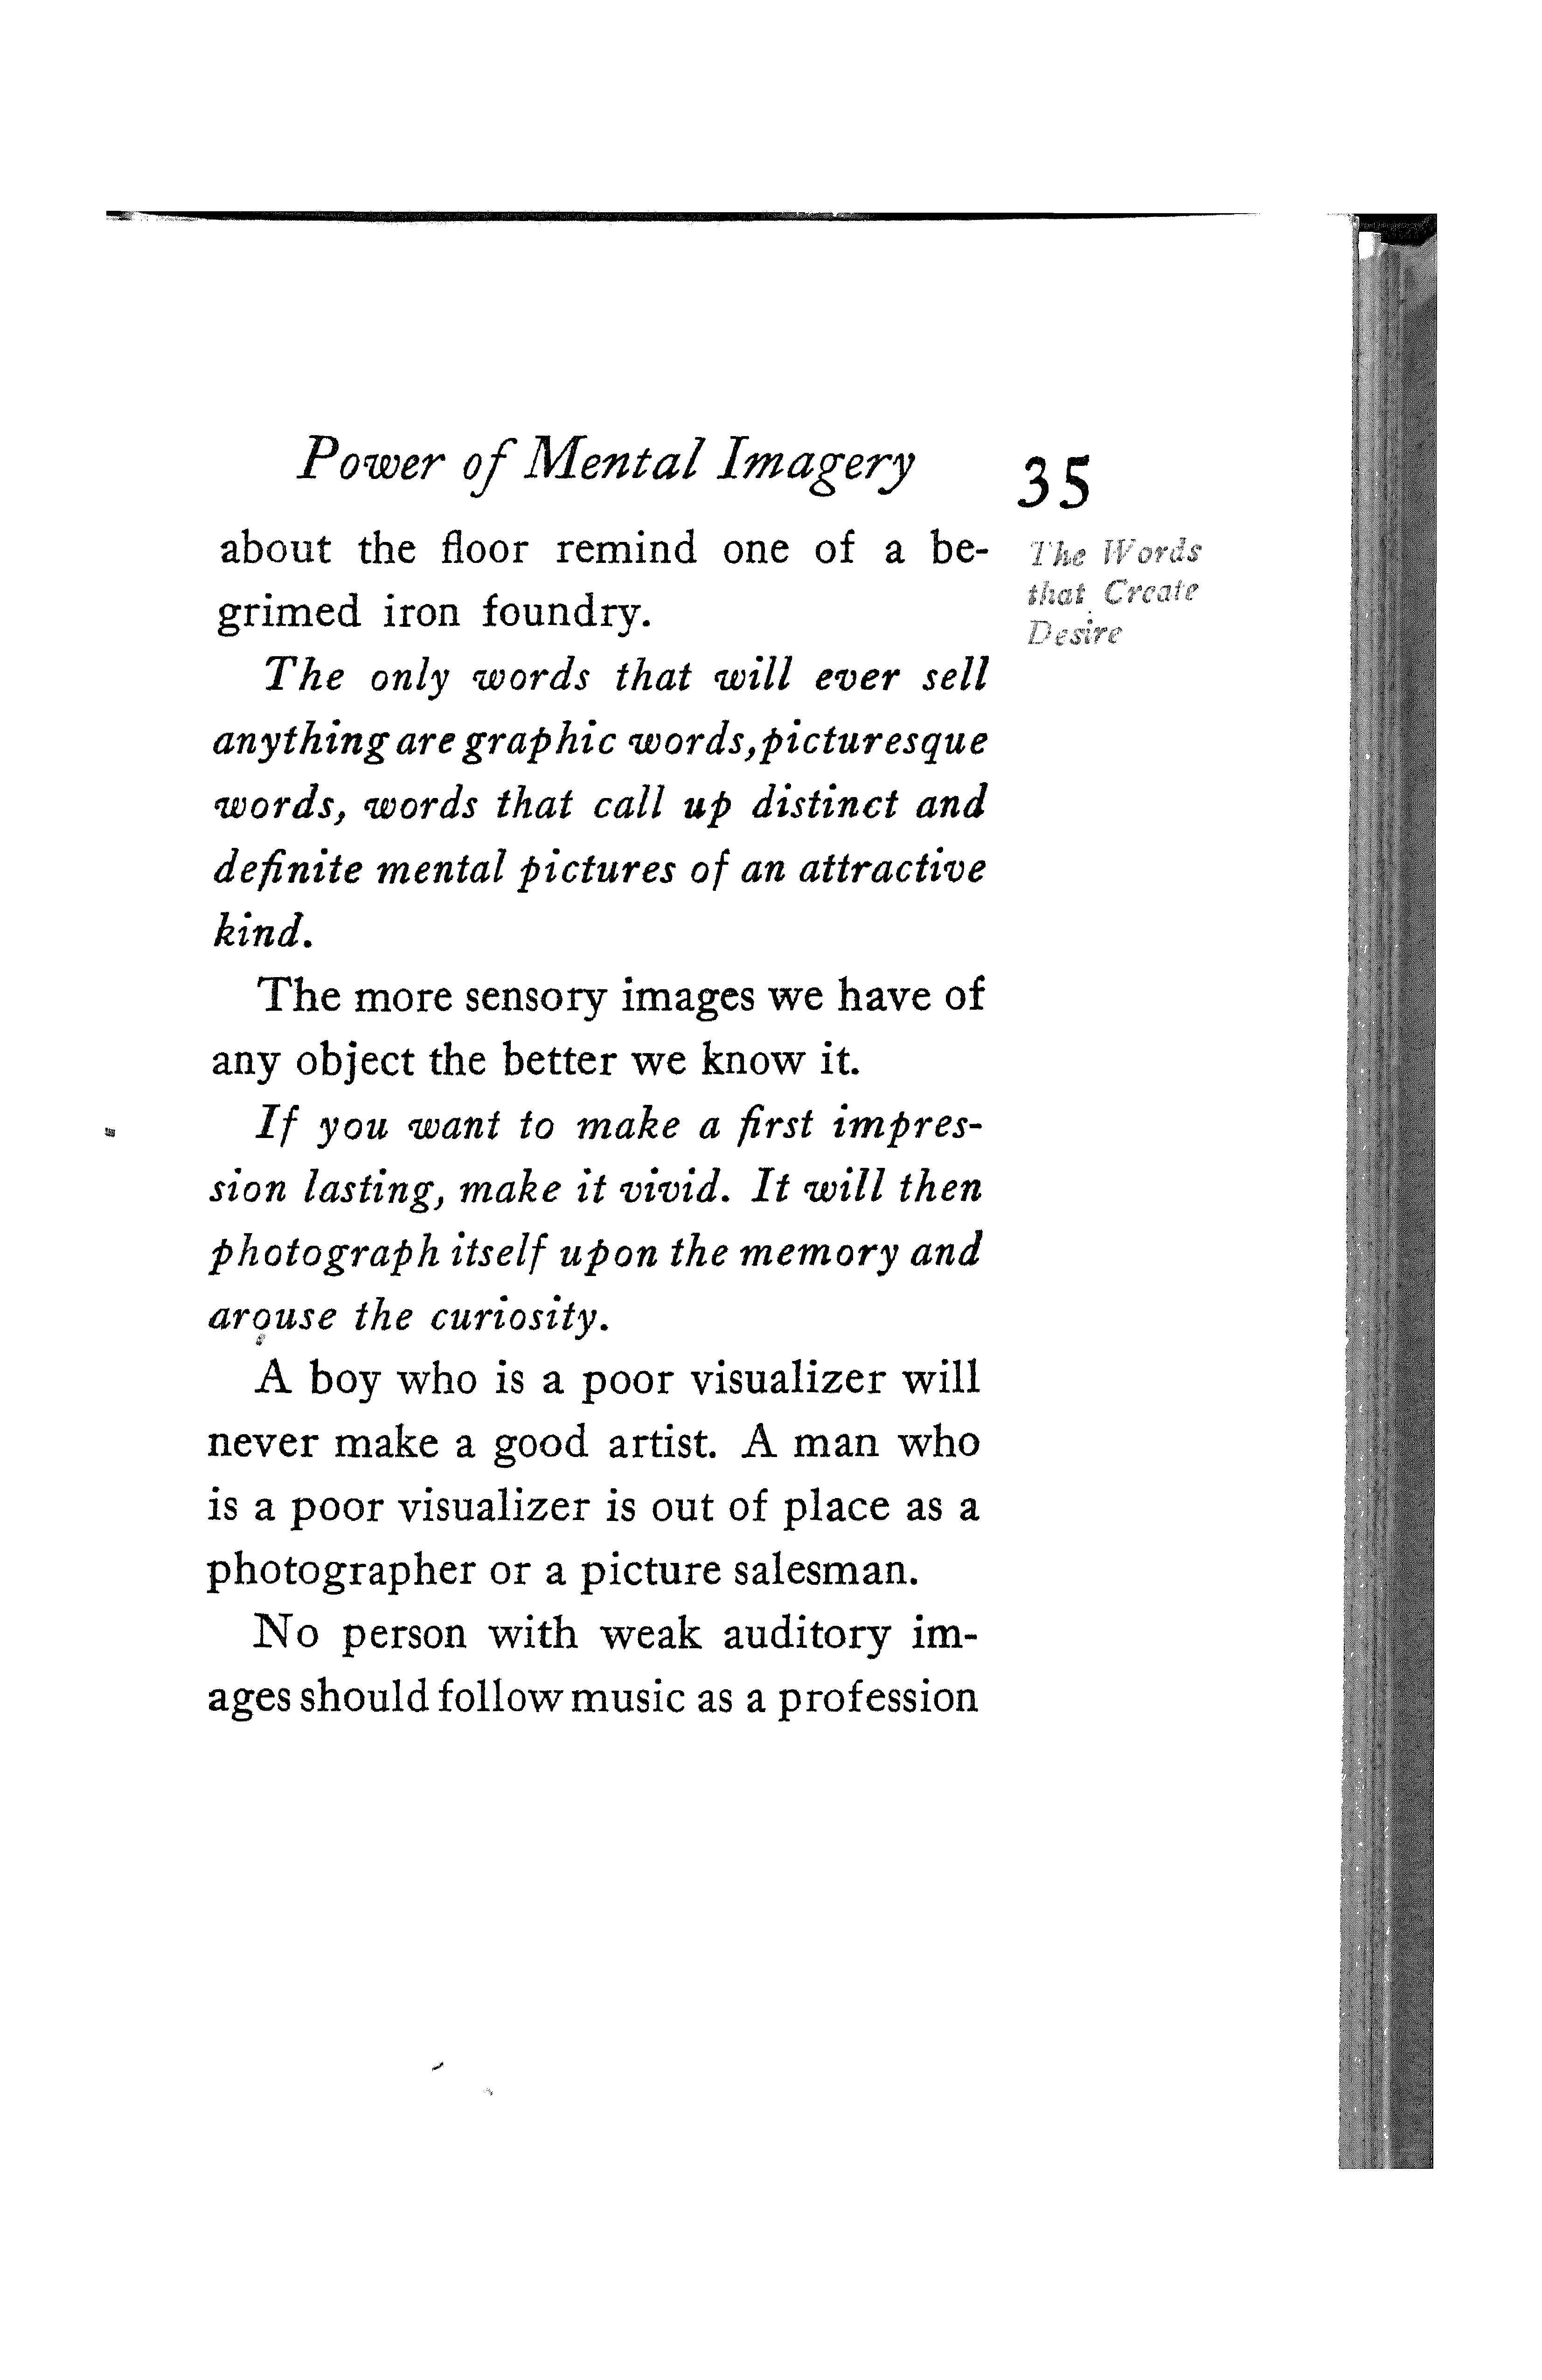 Power of Mental Imagery
35
about the floor remind one of a be-
grimed iron foundry.
The only words that will ever sell
anything are graphic words, picturesque
words, words that call up distinct and
definite mental pictures of an attractive
kind.
The more sensory images we have of
any object the better we know it.
If you want to make a first impres-
sion lasting, make it vivid. It will then
photograph itself upon the memory and
arouse the curiosity.
A boy who is a poor visualizer will
never make a good artist. A man who
is a poor visualizer is out of place as a
photographer or a picture salesman.
No person with weak auditory im-
ages should follow music as a profession
The Words
that Create
Desire